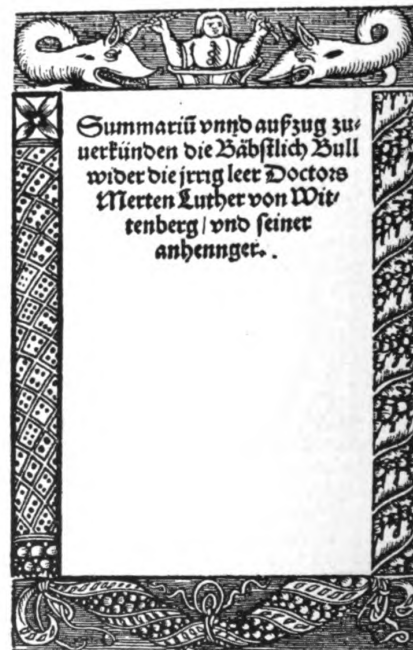 Summariū vnnd außzug zu⸗
uerkünden die Bäbstlich Bull
wider die jrrig leer Doctors
Merten Luther von Wit⸗
tenberg / vnd seiner
anhennger. .